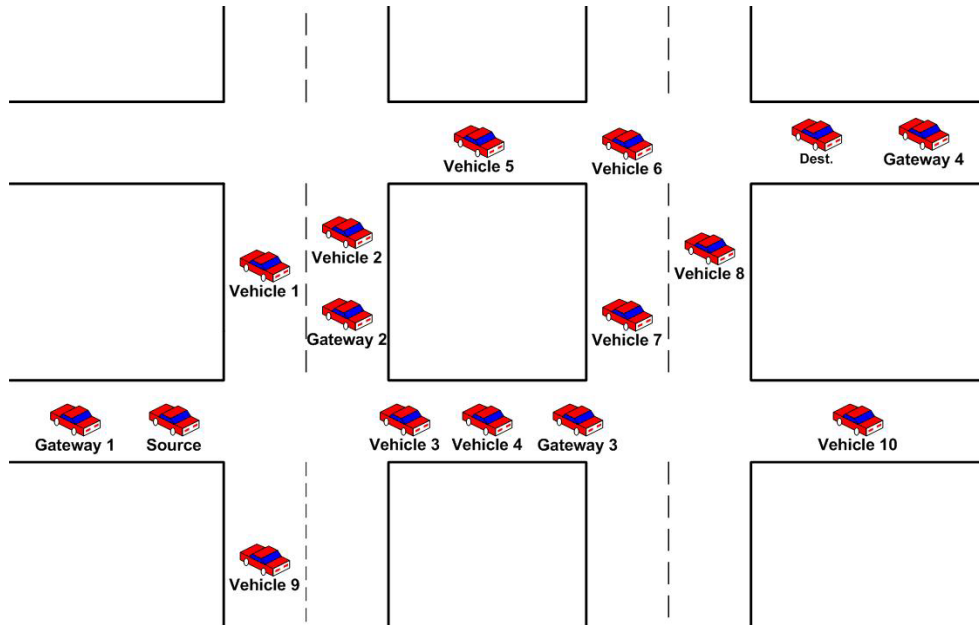 Vehicle 5
Vehicle 6
Dest.
Gateway 4
Vehicle 2
Vehicle 1
Vehicle 8
Gateway 2
Vehicle 7
Gateway 1
Source
Vehicle 3
Vehicle 4
Gateway 3
Vehicle 10
Vehicle 9